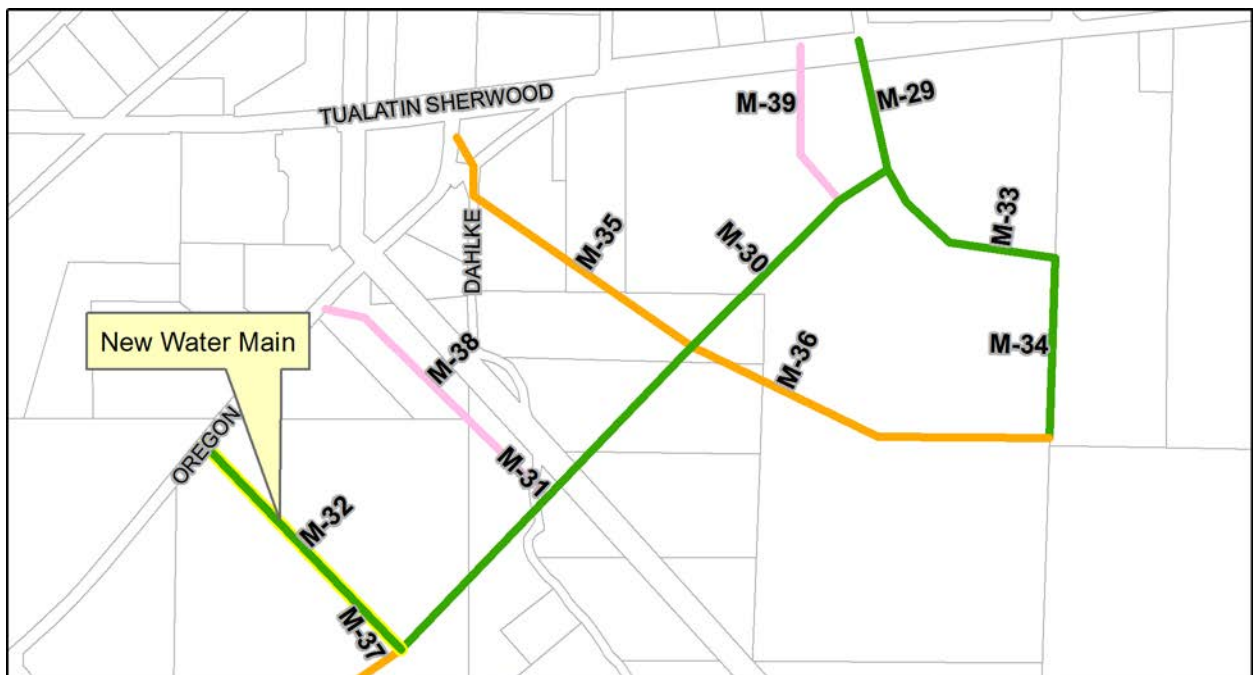 TUALATIN SHERWOOD
M-39
M-29
M-33
DAHLKE
M-35
M-30
New Water Main
M-38
M-36
M-34
OREGON
M-31
M-32
M-37